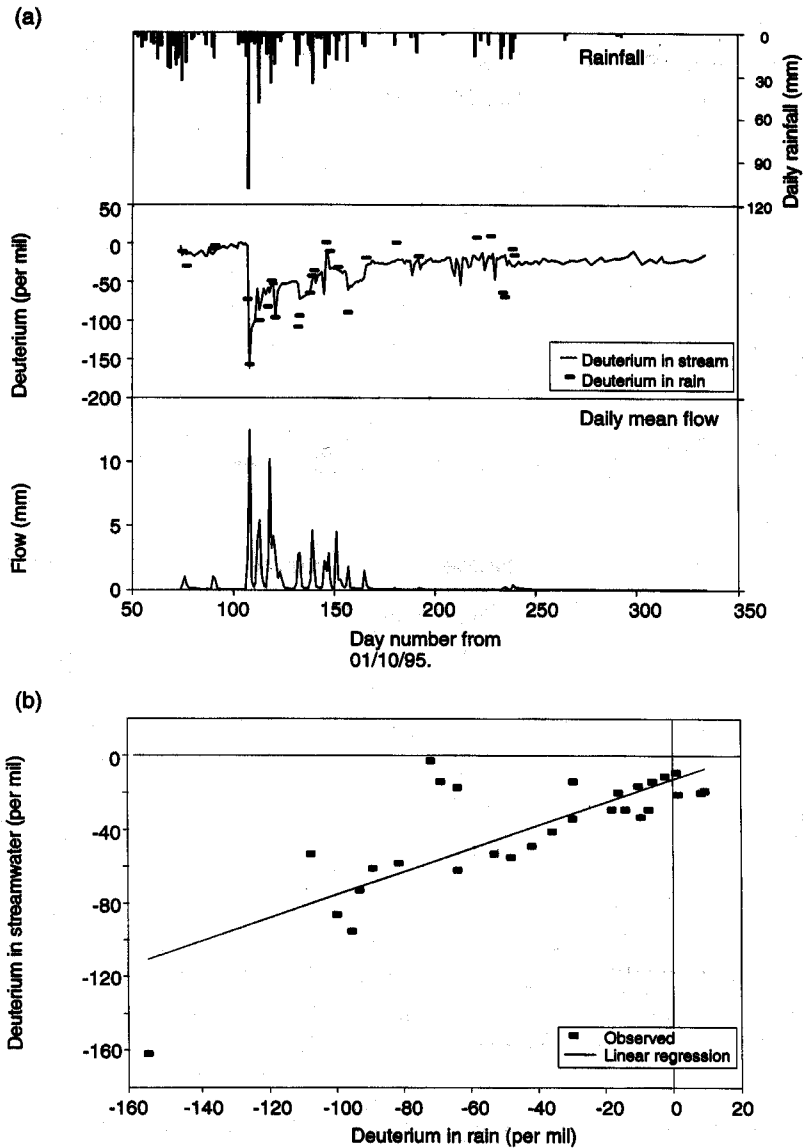 (a)
Rainfall
0
30
60
90
120
Daily rainfall (mm)
50
0
-50
-100
-150
-200
Deuterium (per mil)
Deuterium in stream
Deuterium in rain
Daily mean flow
10
5
0
Flow (mm)
50 100 150 200 250 300 350
Day number from
01/10/95.
(b)
0
-40
-80
-120
-160
Deuterium in streamwater (per mil)
Observed
Linear regression
-160 -140 -120 -100 -80 -60 -40 -20 0 20
Deuterium in rain (per mil)